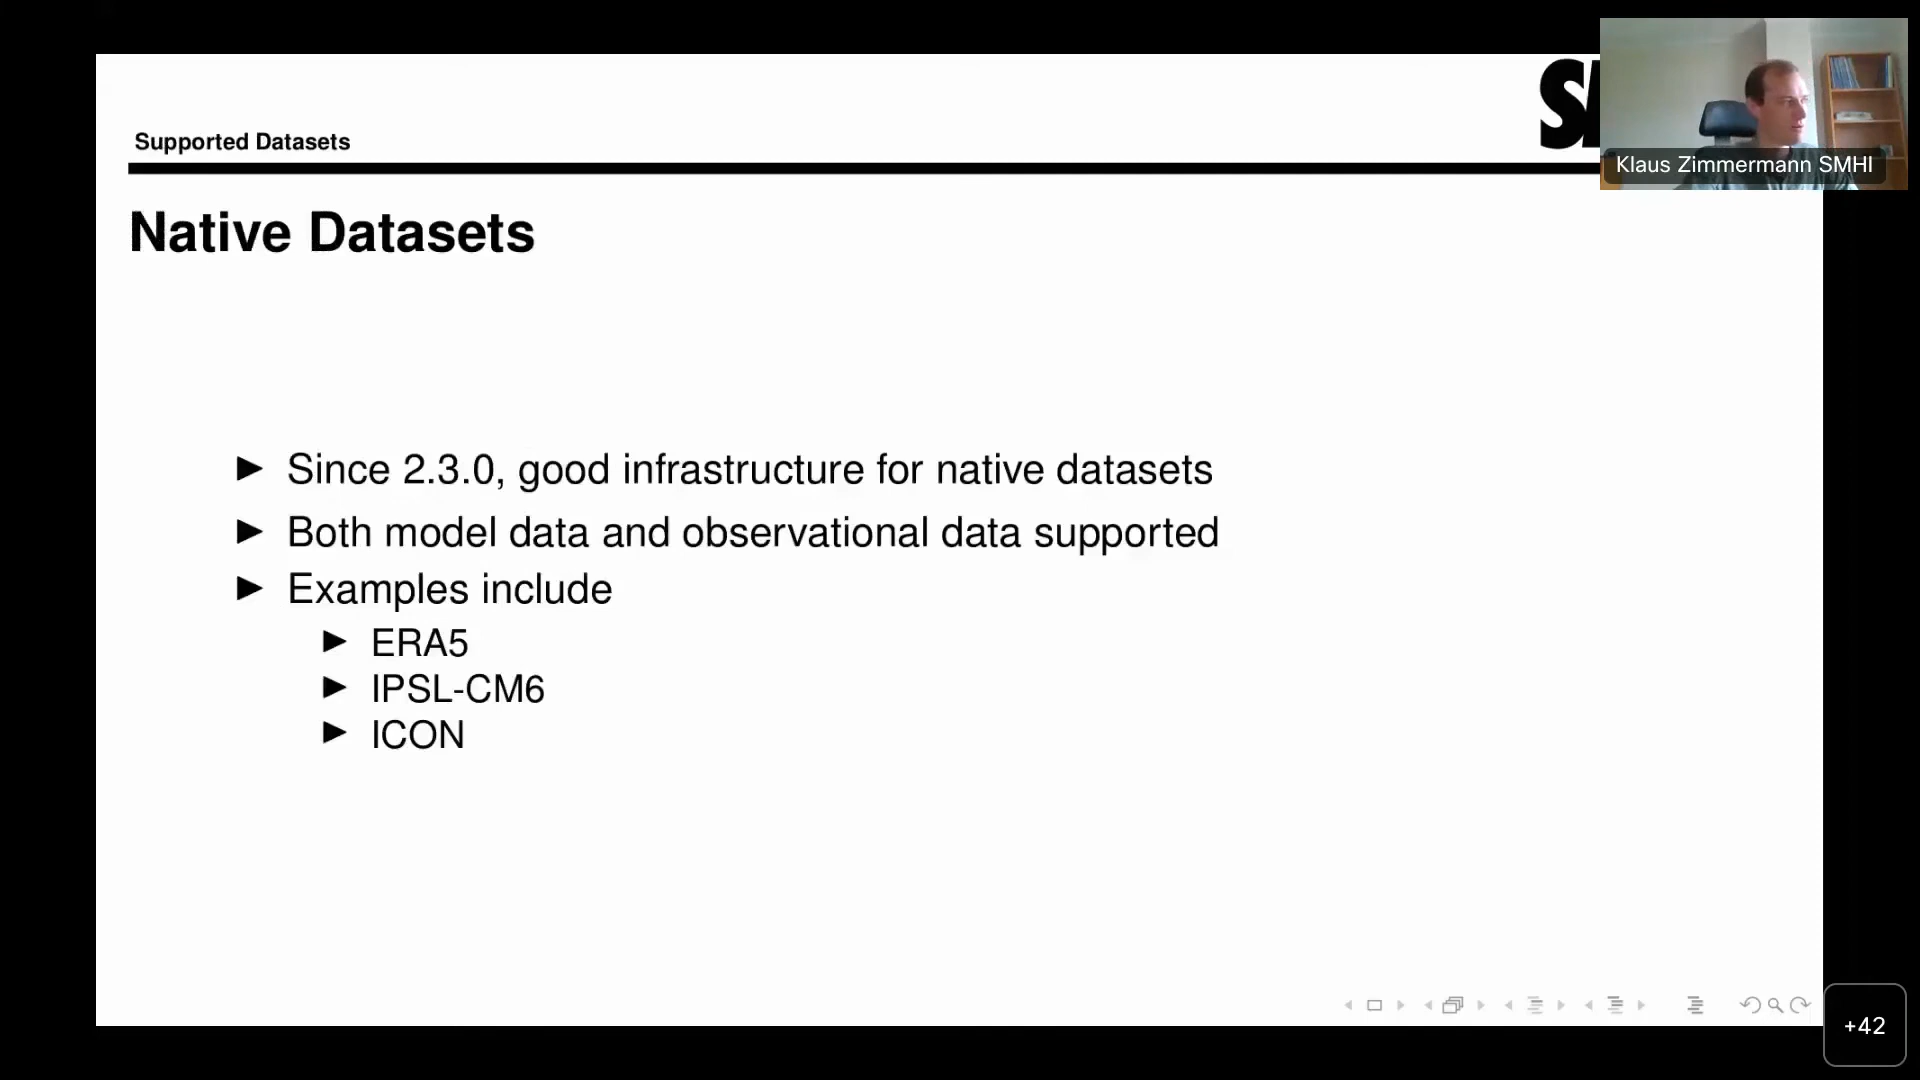 Supported Datasets
Klaus Zimmermann SMHI
Native Datasets
Since 2.3.0, good infrastructure for native datasets
Both model data and observational data supported
Examples include
ERA5
IPSL-CM6
ICON
+42